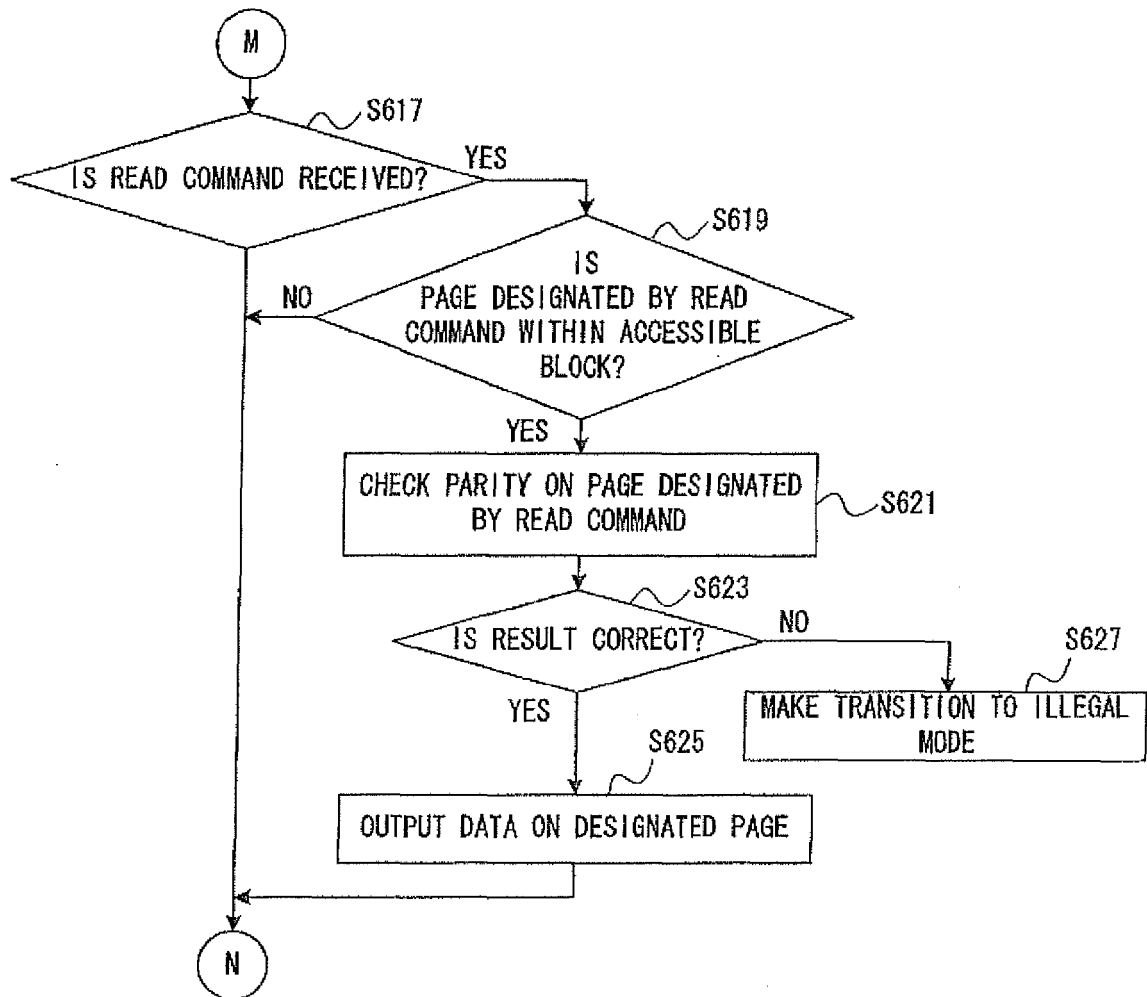 M
S617
IS READ COMMAND RECEIVED?
YES
S619
IS
PAGE DESIGNATED BY READ
COMMAND WITHIN ACCESSIBLE
BLOCK?
NO
YES
CHECK PARITY ON PAGE DESIGNATED
BY READ COMMAND
S621
S623
IS RESULT CORRECT?
NO
S627
YES
MAKE TRANSITION TO ILLEGAL
MODE
S625
OUTPUT DATA ON DESIGNATED PAGE
N